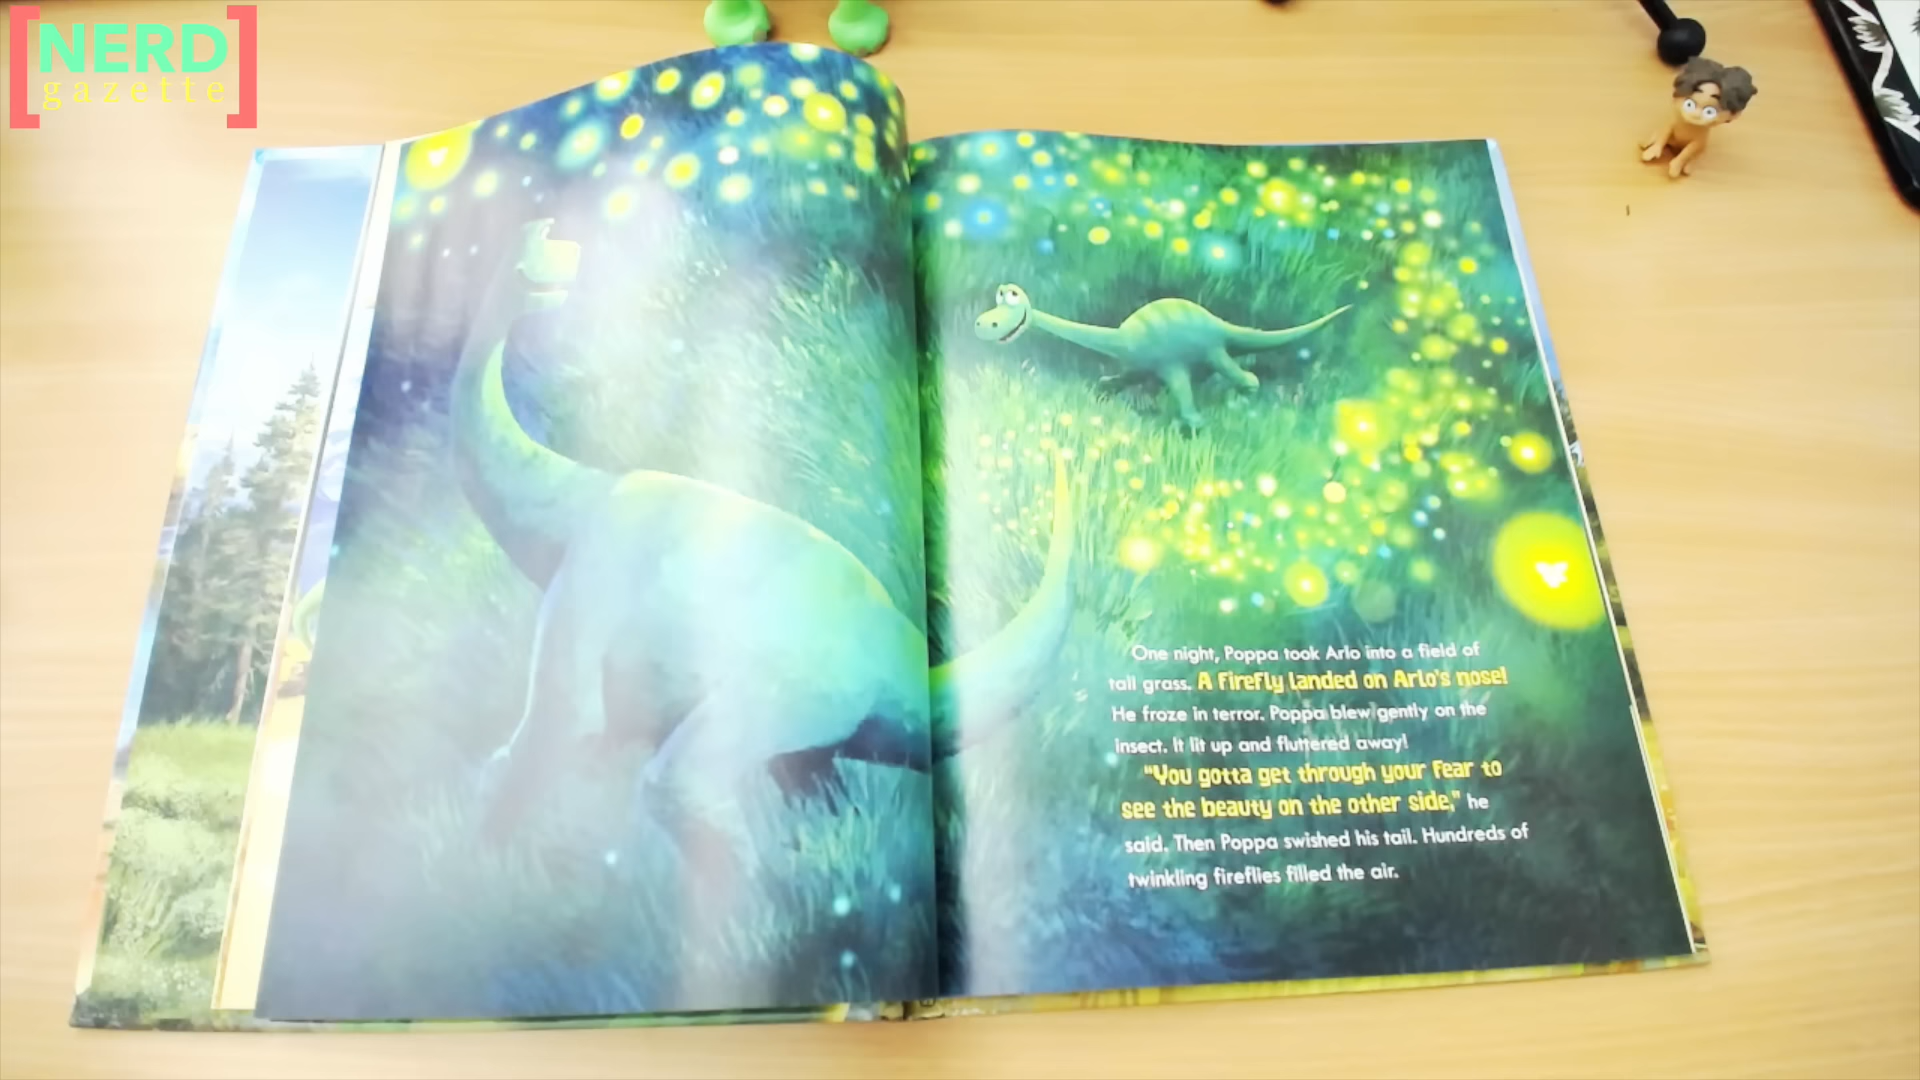 [NERD
gazette]
One night, Poppa took Arlo into a field of
tall grass. A firefly landed on Arlo's nose!
He froze in terror. Poppa blew gently on the
insect. It lit up and fluttered away!
"You gotta get through your fear to
see the beauty on the other side," he
said. Then Poppa swished his tail. Hundreds of
twinkling fireflies filled the air.